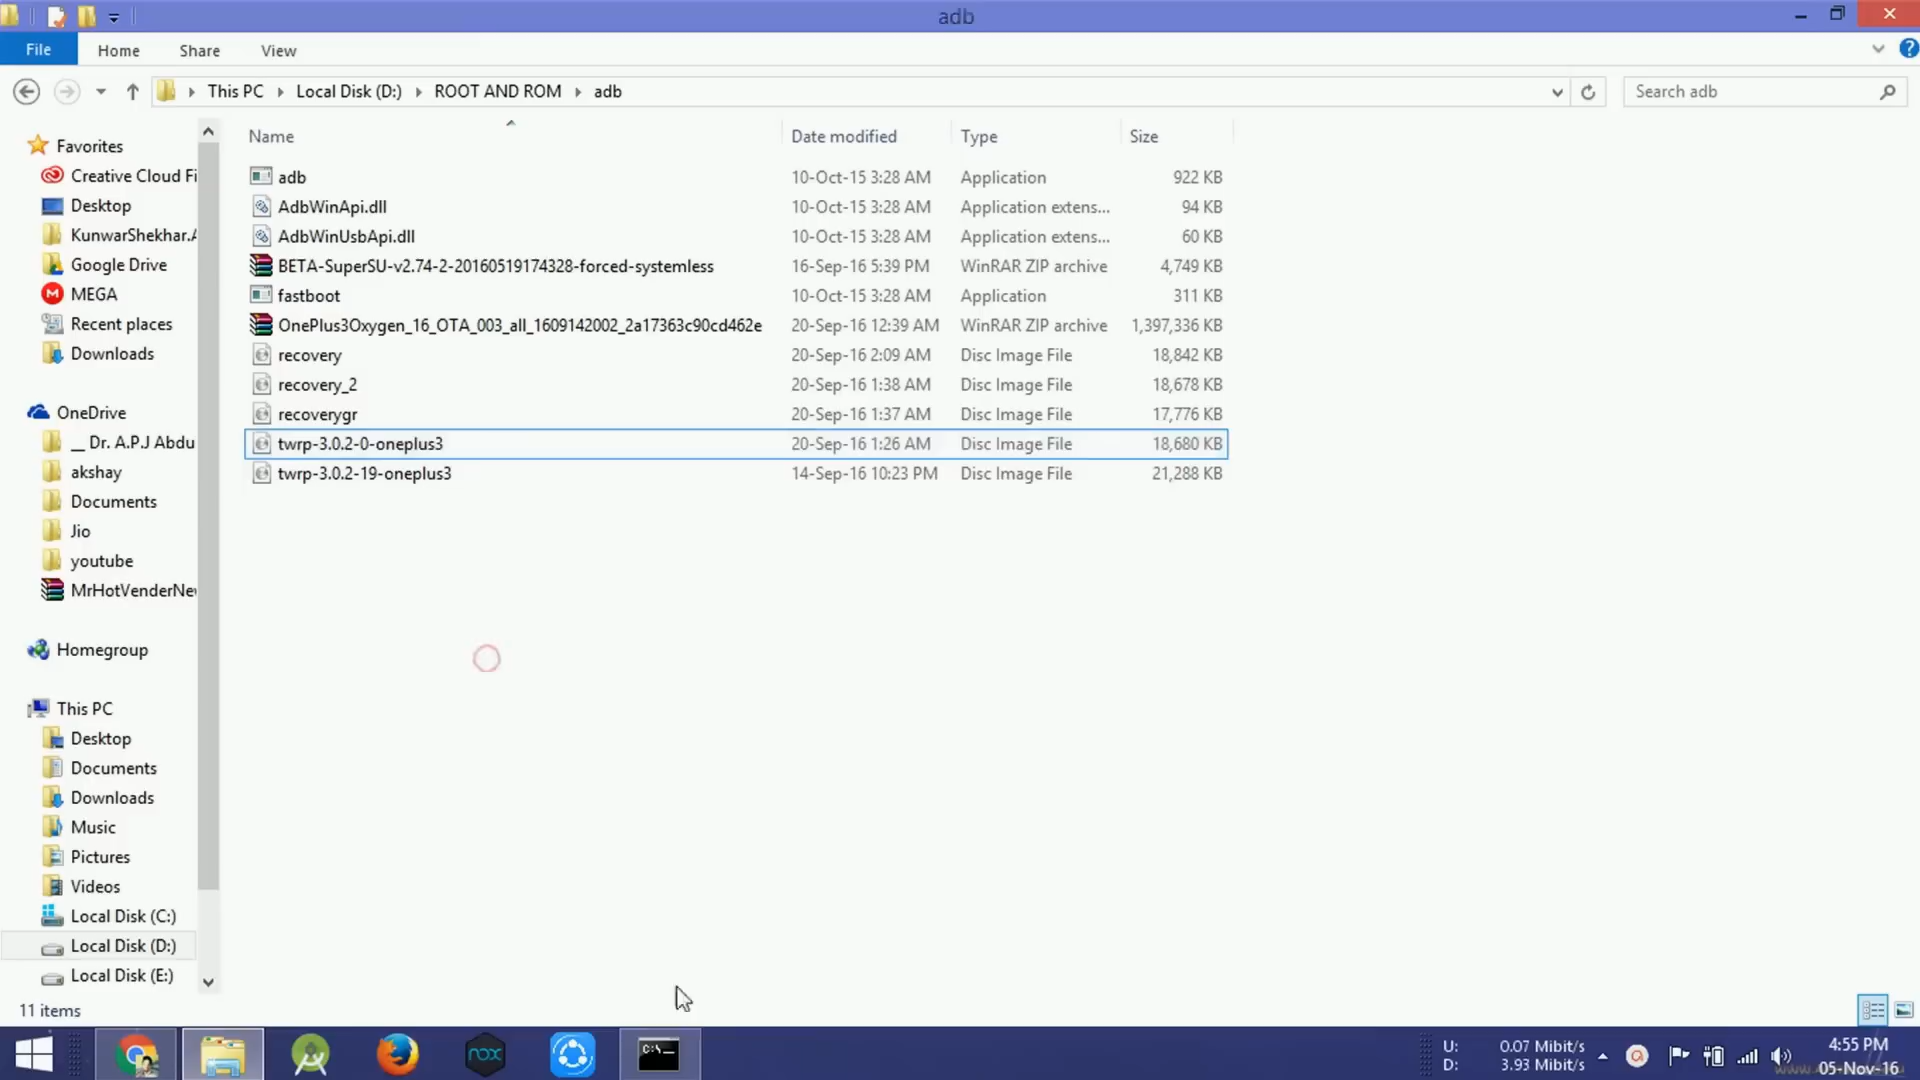 adb
File Home Share View
This PC Local Disk (D:) ROOT AND ROM adb
Search adb
Name Date modified Type Size
adb 10-Oct-15 3:28 AM Application 922 KB
AdbWinApi.dll 10-Oct-15 3:28 AM Application extens... 94 KB
AdbWinUsbApi.dll 10-Oct-15 3:28 AM Application extens... 60 KB
BETA-SuperSU-v2.74-2-20160519174328-forced-systemless 16-Sep-16 5:39 PM WinRAR ZIP archive 4,749 KB
fastboot 10-Oct-15 3:28 AM Application 311 KB
OnePlus3Oxygen_16_OTA_003_all_1609142002_2a17363c90cd462e 20-Sep-16 12:39 AM WinRAR ZIP archive 1,397,336 KB
recovery 20-Sep-16 2:09 AM Disc Image File 18,842 KB
recovery_2 20-Sep-16 1:38 AM Disc Image File 18,678 KB
recoverygr 20-Sep-16 1:37 AM Disc Image File 17,776 KB
twrp-3.0.2-0-oneplus3 20-Sep-16 1:26 AM Disc Image File 18,680 KB
twrp-3.0.2-19-oneplus3 14-Sep-16 10:23 PM Disc Image File 21,288 KB
Favorites
Creative Cloud Fi
Desktop
KunwarShekhar.A
Google Drive
MEGA
Recent places
Downloads
OneDrive
__ Dr. A.P.J Abdu
akshay
Documents
Jio
youtube
MrHotVenderNe
Homegroup
This PC
Desktop
Documents
Downloads
Music
Pictures
Videos
Local Disk (C:)
Local Disk (D:)
Local Disk (E:)
11 items
nox
C:\_
U: 0.07 Mibit/s
D: 3.93 Mibit/s
4:55 PM
05-Nov-16